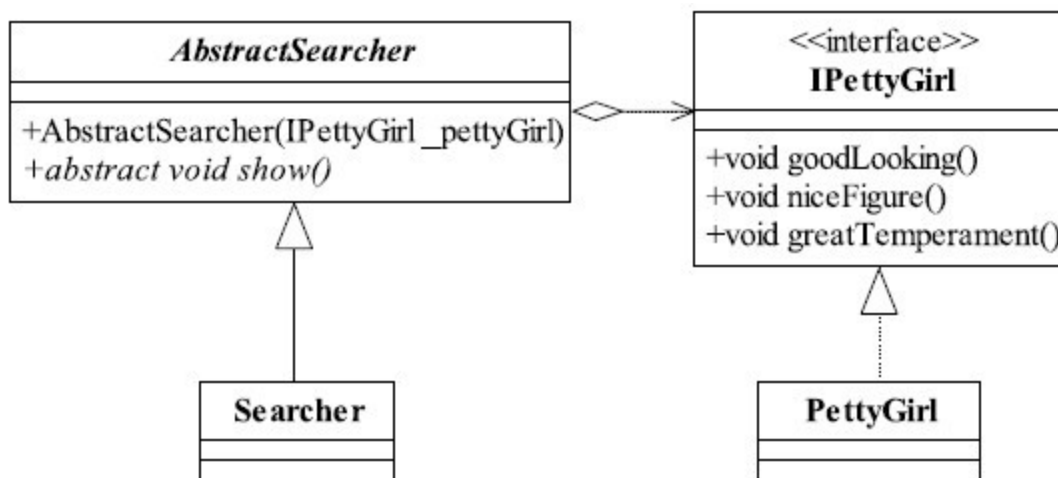 AbstractSearcher
+AbstractSearcher(IPettyGirl _pettyGirl)
+abstract void show()
<<interface>>
IPettyGirl
+void goodLooking()
+void niceFigure()
+void greatTemperament()
Searcher
PettyGirl